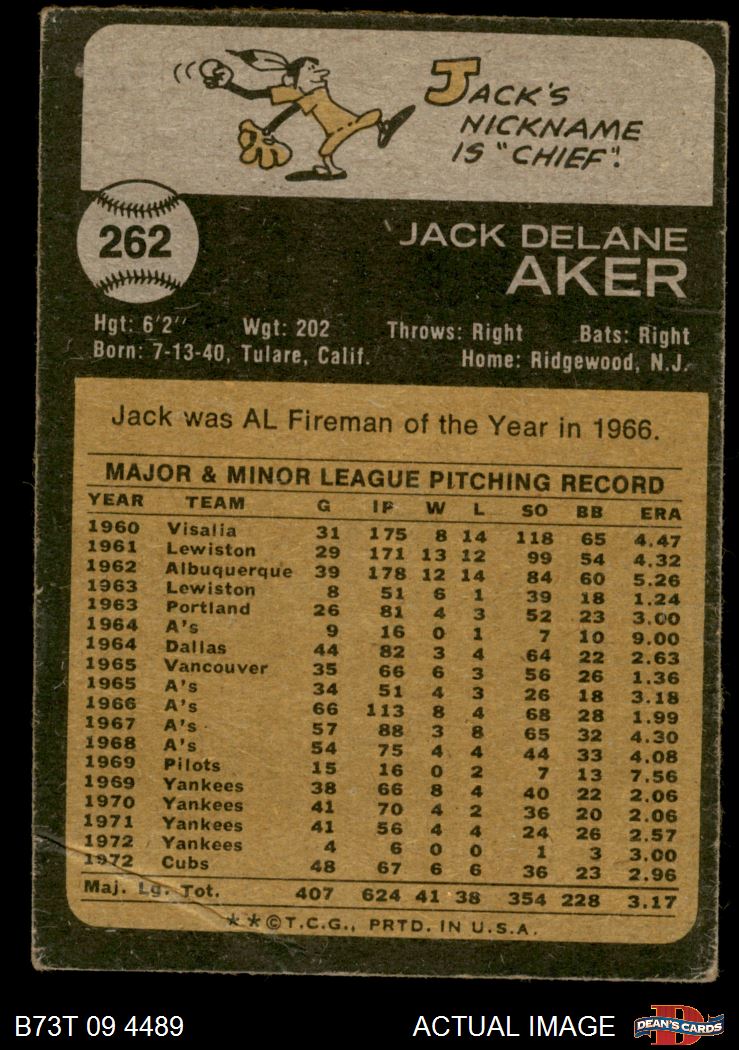 JACK'S
NICKNAME
IS "CHIEF".
262
JACK DELANE
AKER
Hgt: 6'2" Wgt: 202 Throws: Right Bats: Right
Born: 7-13-40, Tulare, Calif. Home: Ridgewood, N.J.
Jack was AL Fireman of the Year in 1966.
MAJOR & MINOR LEAGUE PITCHING RECORD
YEAR TEAM G IP W L SO BB ERA
1960 Visalia 31 175 8 14 118 65 4.47
1961 Lewiston 29 171 13 12 99 54 4.32
1962 Albuquerque 39 178 12 14 84 60 5.26
1963 Lewiston 8 51 6 1 39 18 1.24
1963 Portland 26 81 4 3 52 23 3.00
1964 A's 9 16 0 1 7 10 9.00
1964 Dallas 44 82 3 4 64 22 2.63
1965 Vancouver 35 66 6 3 56 26 1.36
1965 A's 34 51 4 3 26 18 3.18
1966 A's 66 113 8 4 68 28 1.99
1967 A's 57 88 3 8 65 32 4.30
1968 A's 54 75 4 4 44 33 4.08
1969 Pilots 15 16 0 2 7 13 7.56
1969 Yankees 38 66 8 4 40 22 2.06
1970 Yankees 41 70 4 2 36 20 2.06
1971 Yankees 41 56 4 4 24 26 2.57
1972 Yankees 4 6 0 0 1 3 3.00
1972 Cubs 48 67 6 6 36 23 2.96
Maj. Lg. Tot. 407 624 41 38 354 228 3.17
**©T.C.G., PRTD. IN U.S.A.
B73T 09 4489 ACTUAL IMAGE
D
DEAN'S CARDS